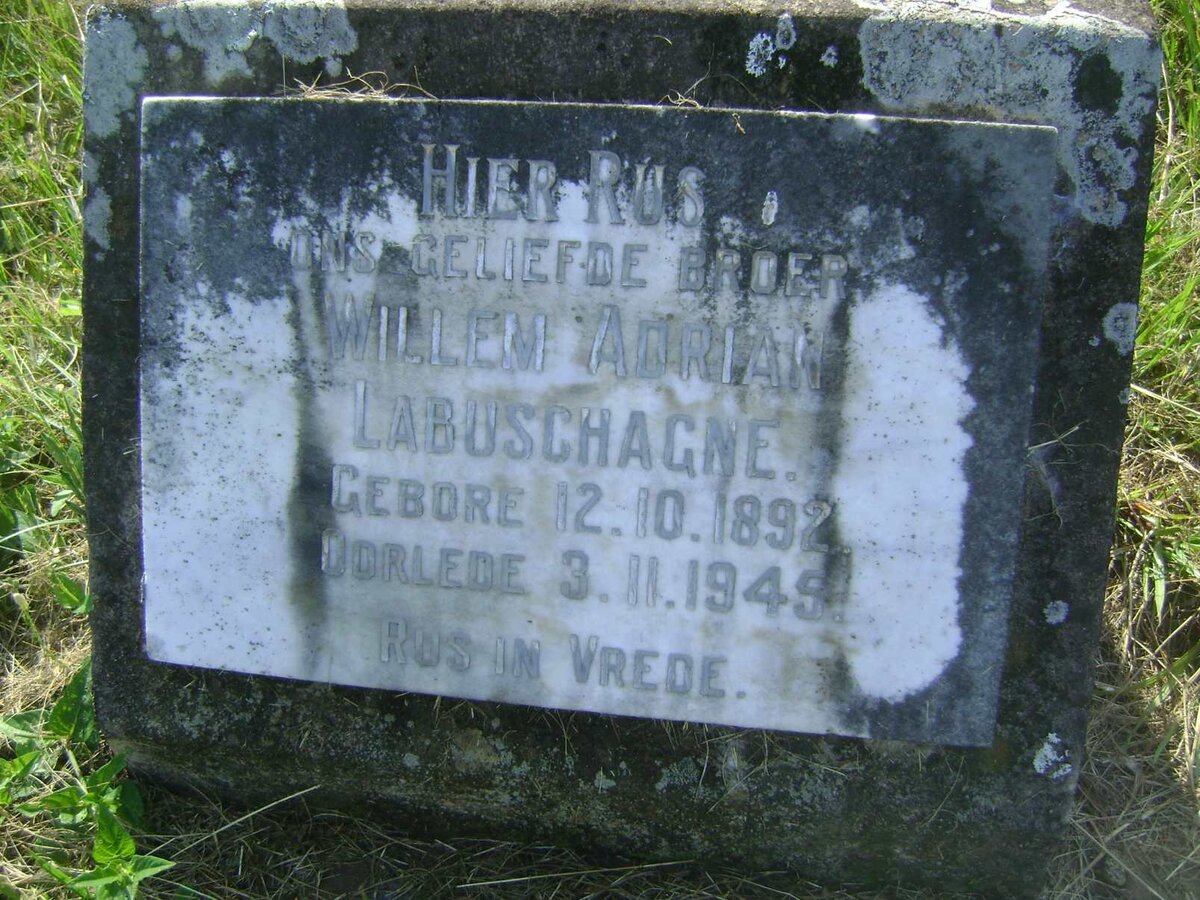 HIER RUS
ONS GELIEFDE BROER
WILLEM ADRIAN
LABUSCHAGNE.
GEBORE 12.10.1892.
OORLEDE 3.11.1945.
RUS IN VREDE.